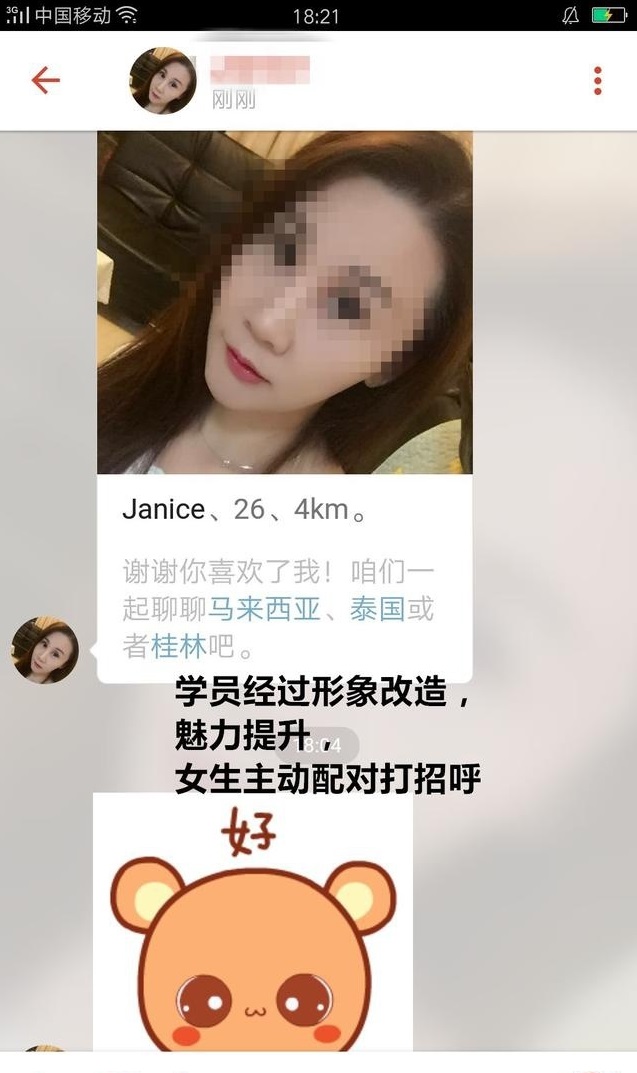 3G
中国移动
18:21
刚刚
Janice、26、4km。
谢谢你喜欢了我！咱们一
起聊聊马来西亚、泰国或
者桂林吧。
学员经过形象改造，
魅力提升，
18:04
女生主动配对打招呼
好